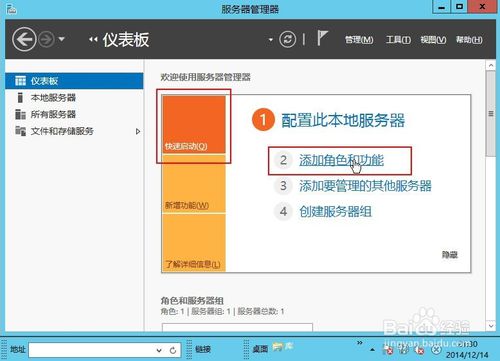 服务器管理器
仪表板
管理(M) 工具(T) 视图(V) 帮助(H)
仪表板
本地服务器
所有服务器
文件和存储服务
欢迎使用服务器管理器
快速启动(Q)
新增功能(W)
了解详细信息(L)
1 配置此本地服务器
2 添加角色和功能
3 添加要管理的其他服务器
4 创建服务器组
隐藏
角色和服务器组
角色: 1 | 服务器组: 1 | 服务器总数: 1
地址 链接 桌面 库
2014/12/14
Baidu 经验
jingyan.baidu.com